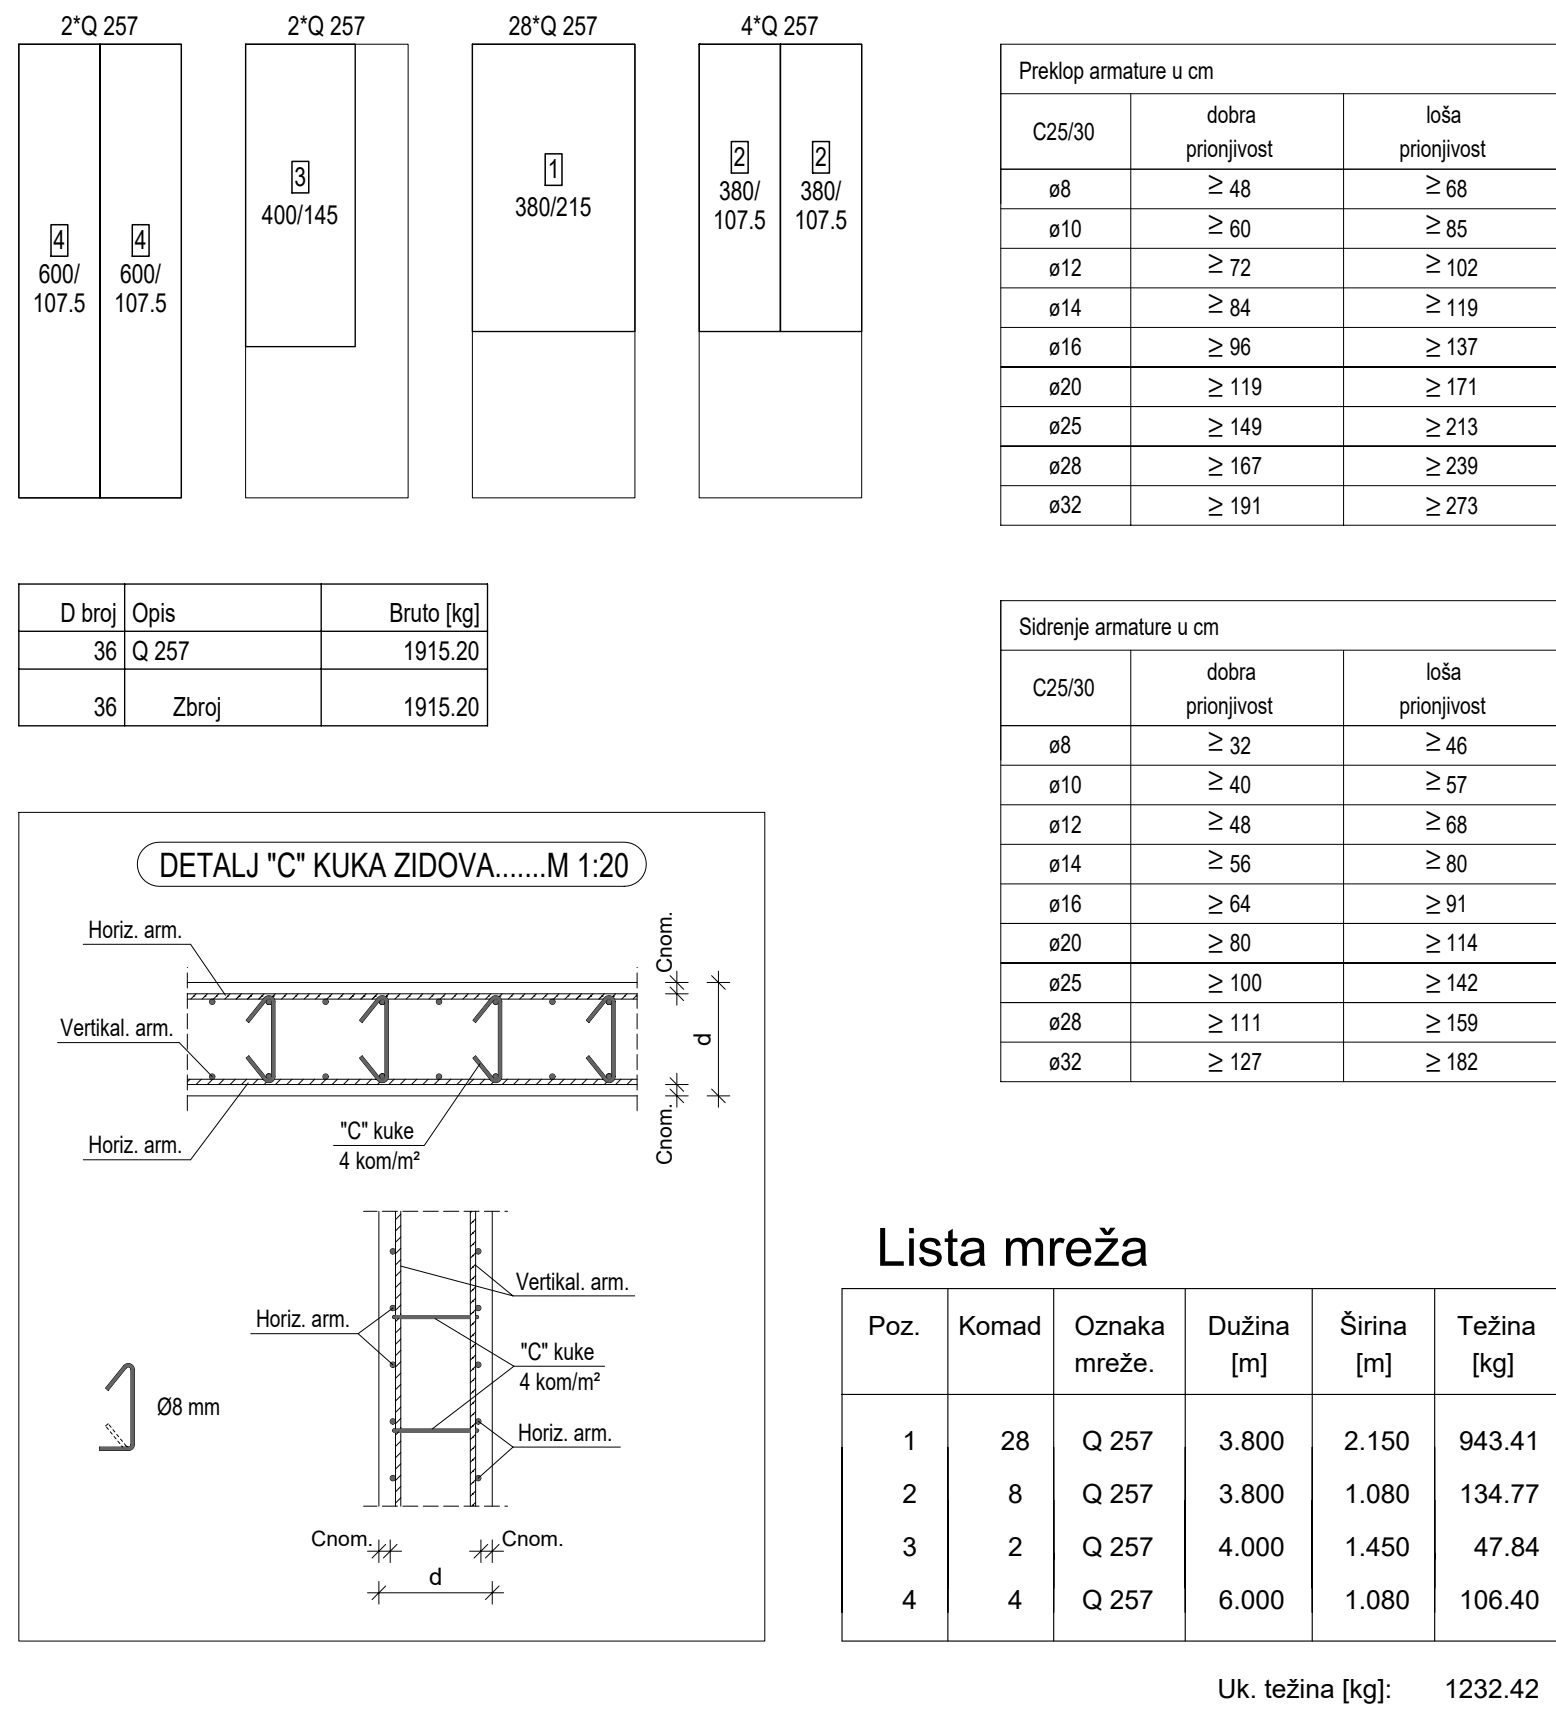 2*Q 257 2*Q 257 28*Q 257 4*Q 257
4 600/ 107.5
4 600/ 107.5
3 400/145
1 380/215
2 380/ 107.5
2 380/ 107.5
Preklop armature u cm
C25/30 dobra prionjivost loša prionjivost
ø8 ≥ 48 ≥ 68
ø10 ≥ 60 ≥ 85
ø12 ≥ 72 ≥ 102
ø14 ≥ 84 ≥ 119
ø16 ≥ 96 ≥ 137
ø20 ≥ 119 ≥ 171
ø25 ≥ 149 ≥ 213
ø28 ≥ 167 ≥ 239
ø32 ≥ 191 ≥ 273
D broj Opis Bruto [kg]
36 Q 257 1915.20
36 Zbroj 1915.20
Sidrenje armature u cm
C25/30 dobra prionjivost loša prionjivost
ø8 ≥ 32 ≥ 46
ø10 ≥ 40 ≥ 57
ø12 ≥ 48 ≥ 68
ø14 ≥ 56 ≥ 80
ø16 ≥ 64 ≥ 91
ø20 ≥ 80 ≥ 114
ø25 ≥ 100 ≥ 142
ø28 ≥ 111 ≥ 159
ø32 ≥ 127 ≥ 182
DETALJ "C" KUKA ZIDOVA.......M 1:20
Horiz. arm.
Cnom.
Vertikal. arm.
d
Horiz. arm.
"C" kuke
4 kom/m²
Cnom.
Vertikal. arm.
Horiz. arm.
"C" kuke
4 kom/m²
Ø8 mm
Horiz. arm.
Cnom. Cnom.
d
Lista mreža
Poz. Komad Oznaka mreže. Dužina [m] Širina [m] Težina [kg]
1 28 Q 257 3.800 2.150 943.41
2 8 Q 257 3.800 1.080 134.77
3 2 Q 257 4.000 1.450 47.84
4 4 Q 257 6.000 1.080 106.40
Uk. težina [kg]: 1232.42